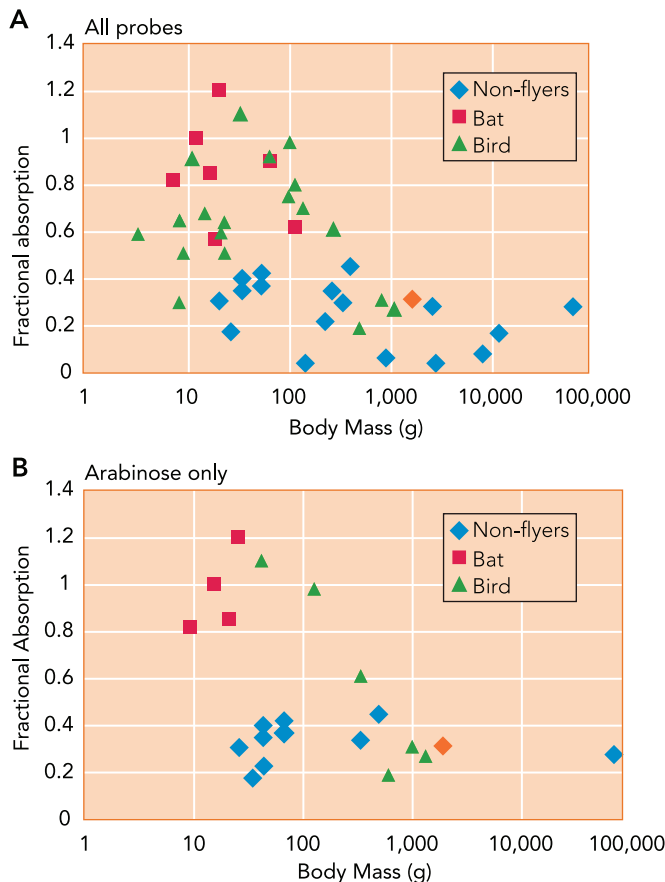 A All probes
1.4
1.2
1
0.8
0.6
0.4
0.2
0
Fractional absorption
Non-flyers
Bat
Bird
1 10 100 1,000 10,000 100,000
Body Mass (g)
B Arabinose only
1.4
1.2
1
0.8
0.6
0.4
0.2
0
Fractional Absorption
Non-flyers
Bat
Bird
1 10 100 1,000 10,000 100,000
Body Mass (g)